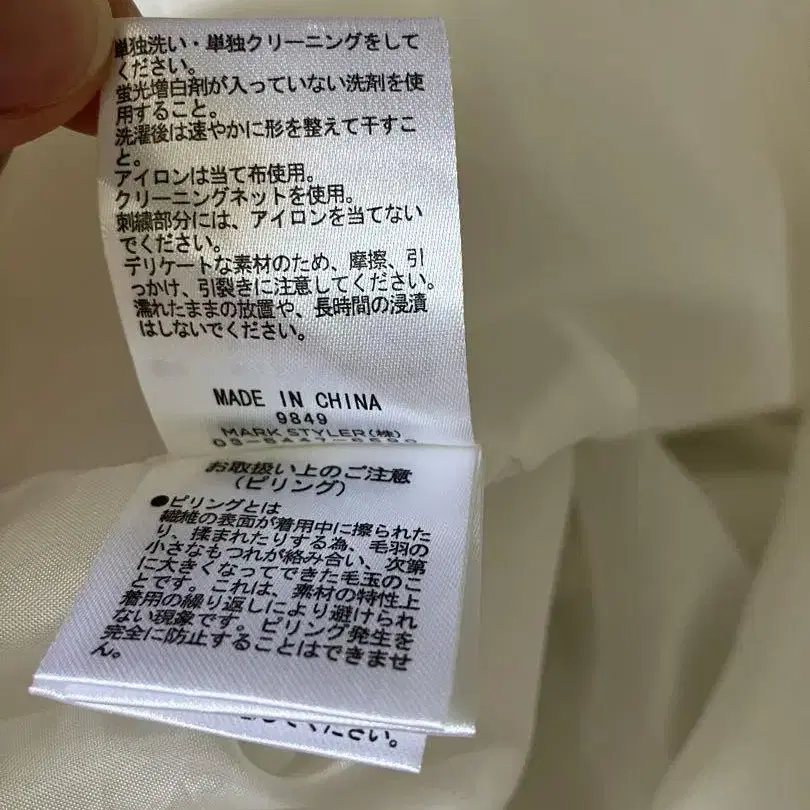 単独洗い・単独クリーニングをして
ください。
蛍光増白剤が入っていない洗剤を使
用すること。
洗濯後は速やかに形を整えて干すこ
と。
アイロンは当て布使用。
クリーニングネットを使用。
刺繍部分には、アイロンを当てない
でください。
デリケートな素材のため、摩擦、引
っかけ、引裂きに注意してください。
濡れたままの放置や、長時間の浸漬
はしないでください。
MADE IN CHINA
9849
MARK STYLER(株)
お取扱い上のご注意
(ピリング)
●ピリングとは
繊維の表面が着用中に擦られた
り、揉まれたりする為、毛羽の
小さなもつれが絡み合い、次第
に大きくなってできた毛玉のこ
とです。これは、素材の特性上
着用の繰り返しにより避けられ
ない現象です。ピリング発生を
完全に防止することはできませ
ん。
してください。